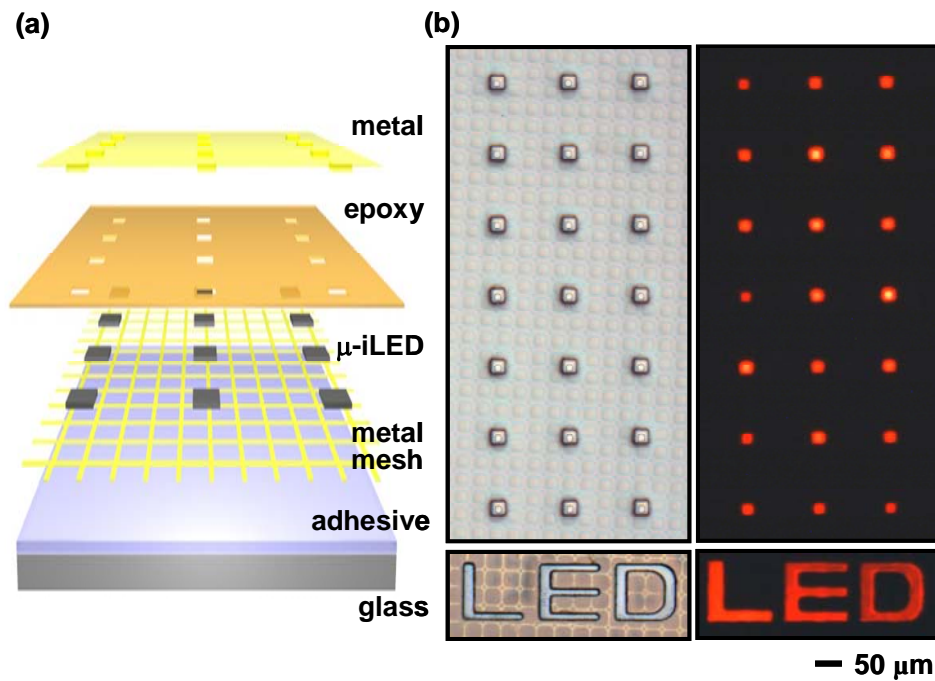 (a)
metal
epoxy
μ-iLED
metal
mesh
adhesive
glass
(b)
LED
LED
50 μm